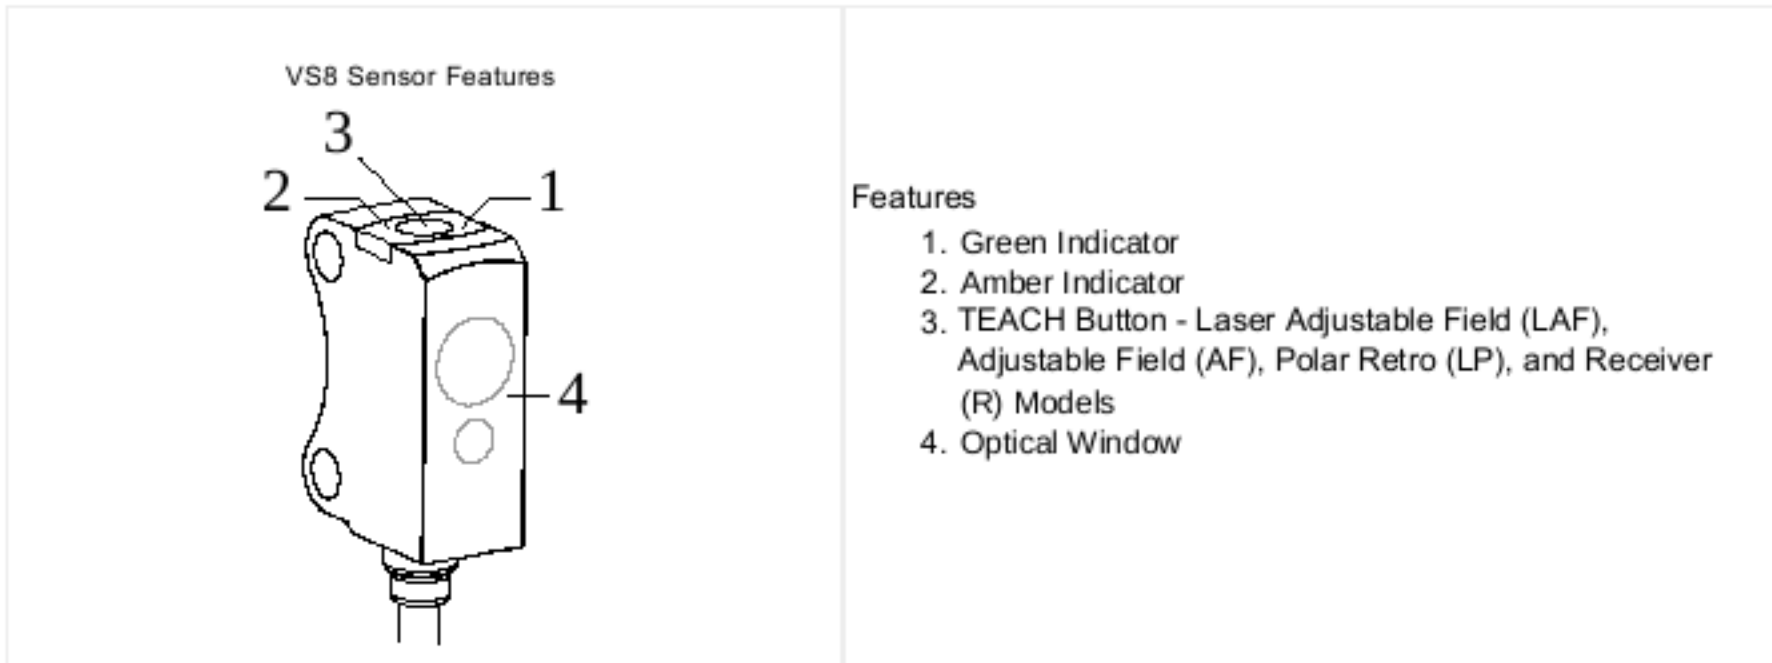 VS8 Sensor Features
3
2
1
4
Features
1. Green Indicator
2. Amber Indicator
3. TEACH Button - Laser Adjustable Field (LAF),
Adjustable Field (AF), Polar Retro (LP), and Receiver
(R) Models
4. Optical Window